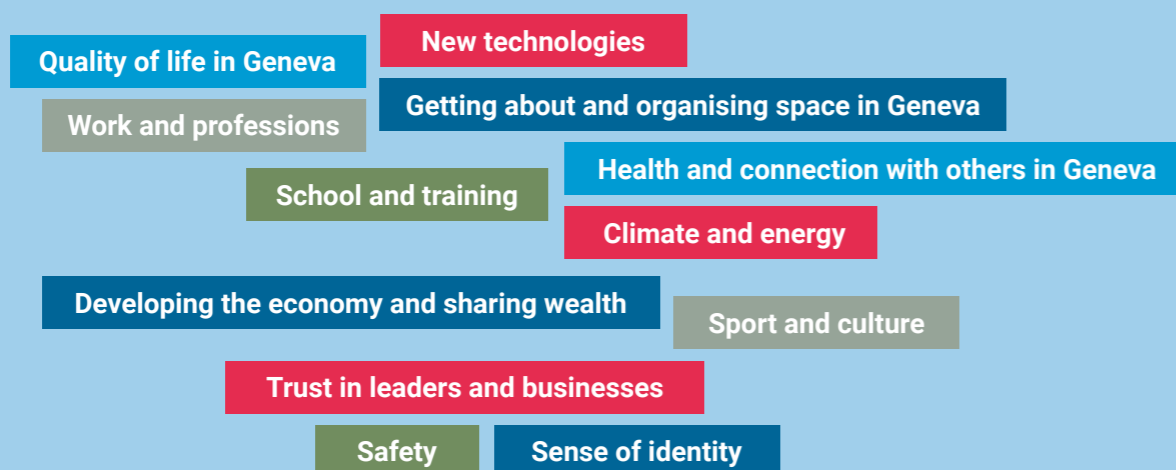 New technologies
Quality of life in Geneva
Getting about and organising space in Geneva
Work and professions
Health and connection with others in Geneva
School and training
Climate and energy
Developing the economy and sharing wealth
Sport and culture
Trust in leaders and businesses
Safety
Sense of identity